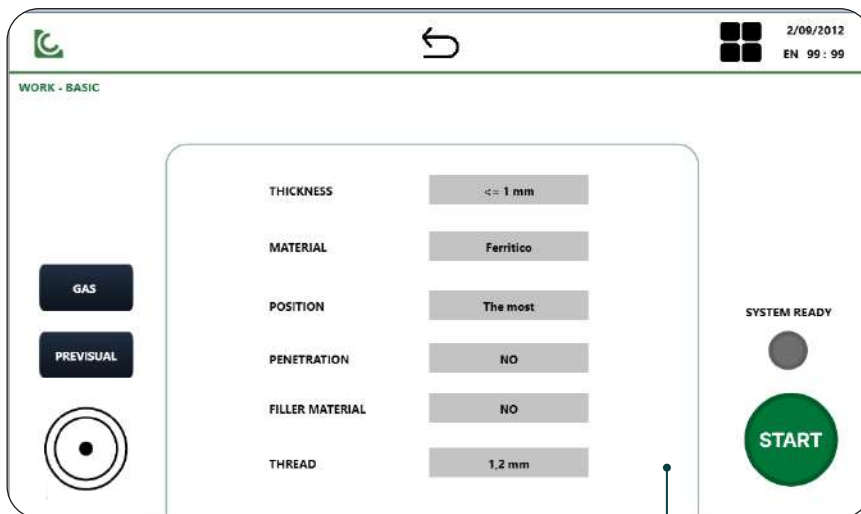 2/09/2012
EN 99:99
WORK - BASIC
THICKNESS <= 1 mm
MATERIAL Ferritico
GAS
POSITION The most
SYSTEM READY
PREVISUAL
PENETRATION NO
FILLER MATERIAL NO
START
THREAD 1,2 mm